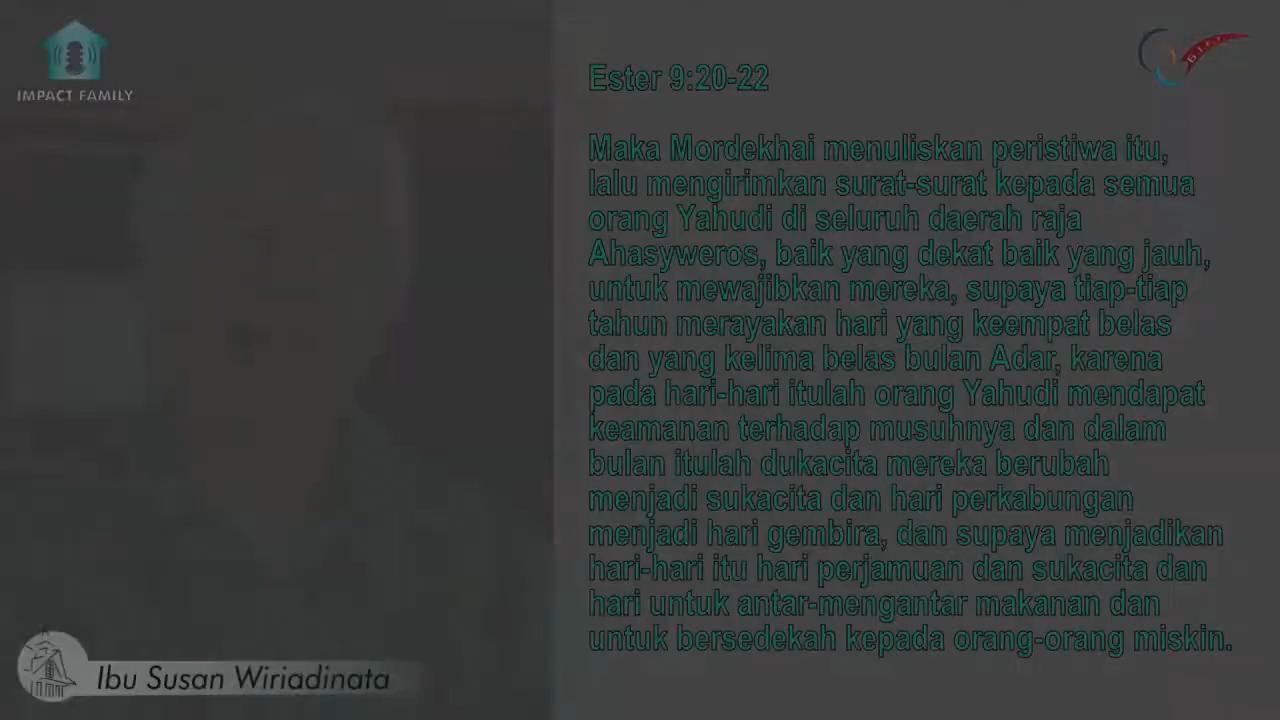 IMPACT FAMILY
Ester 9:20-22
Maka Mordekhai menuliskan peristiwa itu,
lalu mengirimkan surat-surat kepada semua
orang Yahudi di seluruh daerah raja
Ahasyweros, baik yang dekat baik yang jauh,
untuk mewajibkan mereka, supaya tiap-tiap
tahun merayakan hari yang keempat belas
dan yang kelima belas bulan Adar, karena
pada hari-hari itulah orang Yahudi mendapat
keamanan terhadap musuhnya dan dalam
bulan itulah dukacita mereka berubah
menjadi sukacita dan hari perkabungan
menjadi hari gembira, dan supaya menjadikan
hari-hari itu hari perjamuan dan sukacita dan
hari untuk antar-mengantar makanan dan
untuk bersedekah kepada orang-orang miskin.
Ibu Susan Wiriadinata